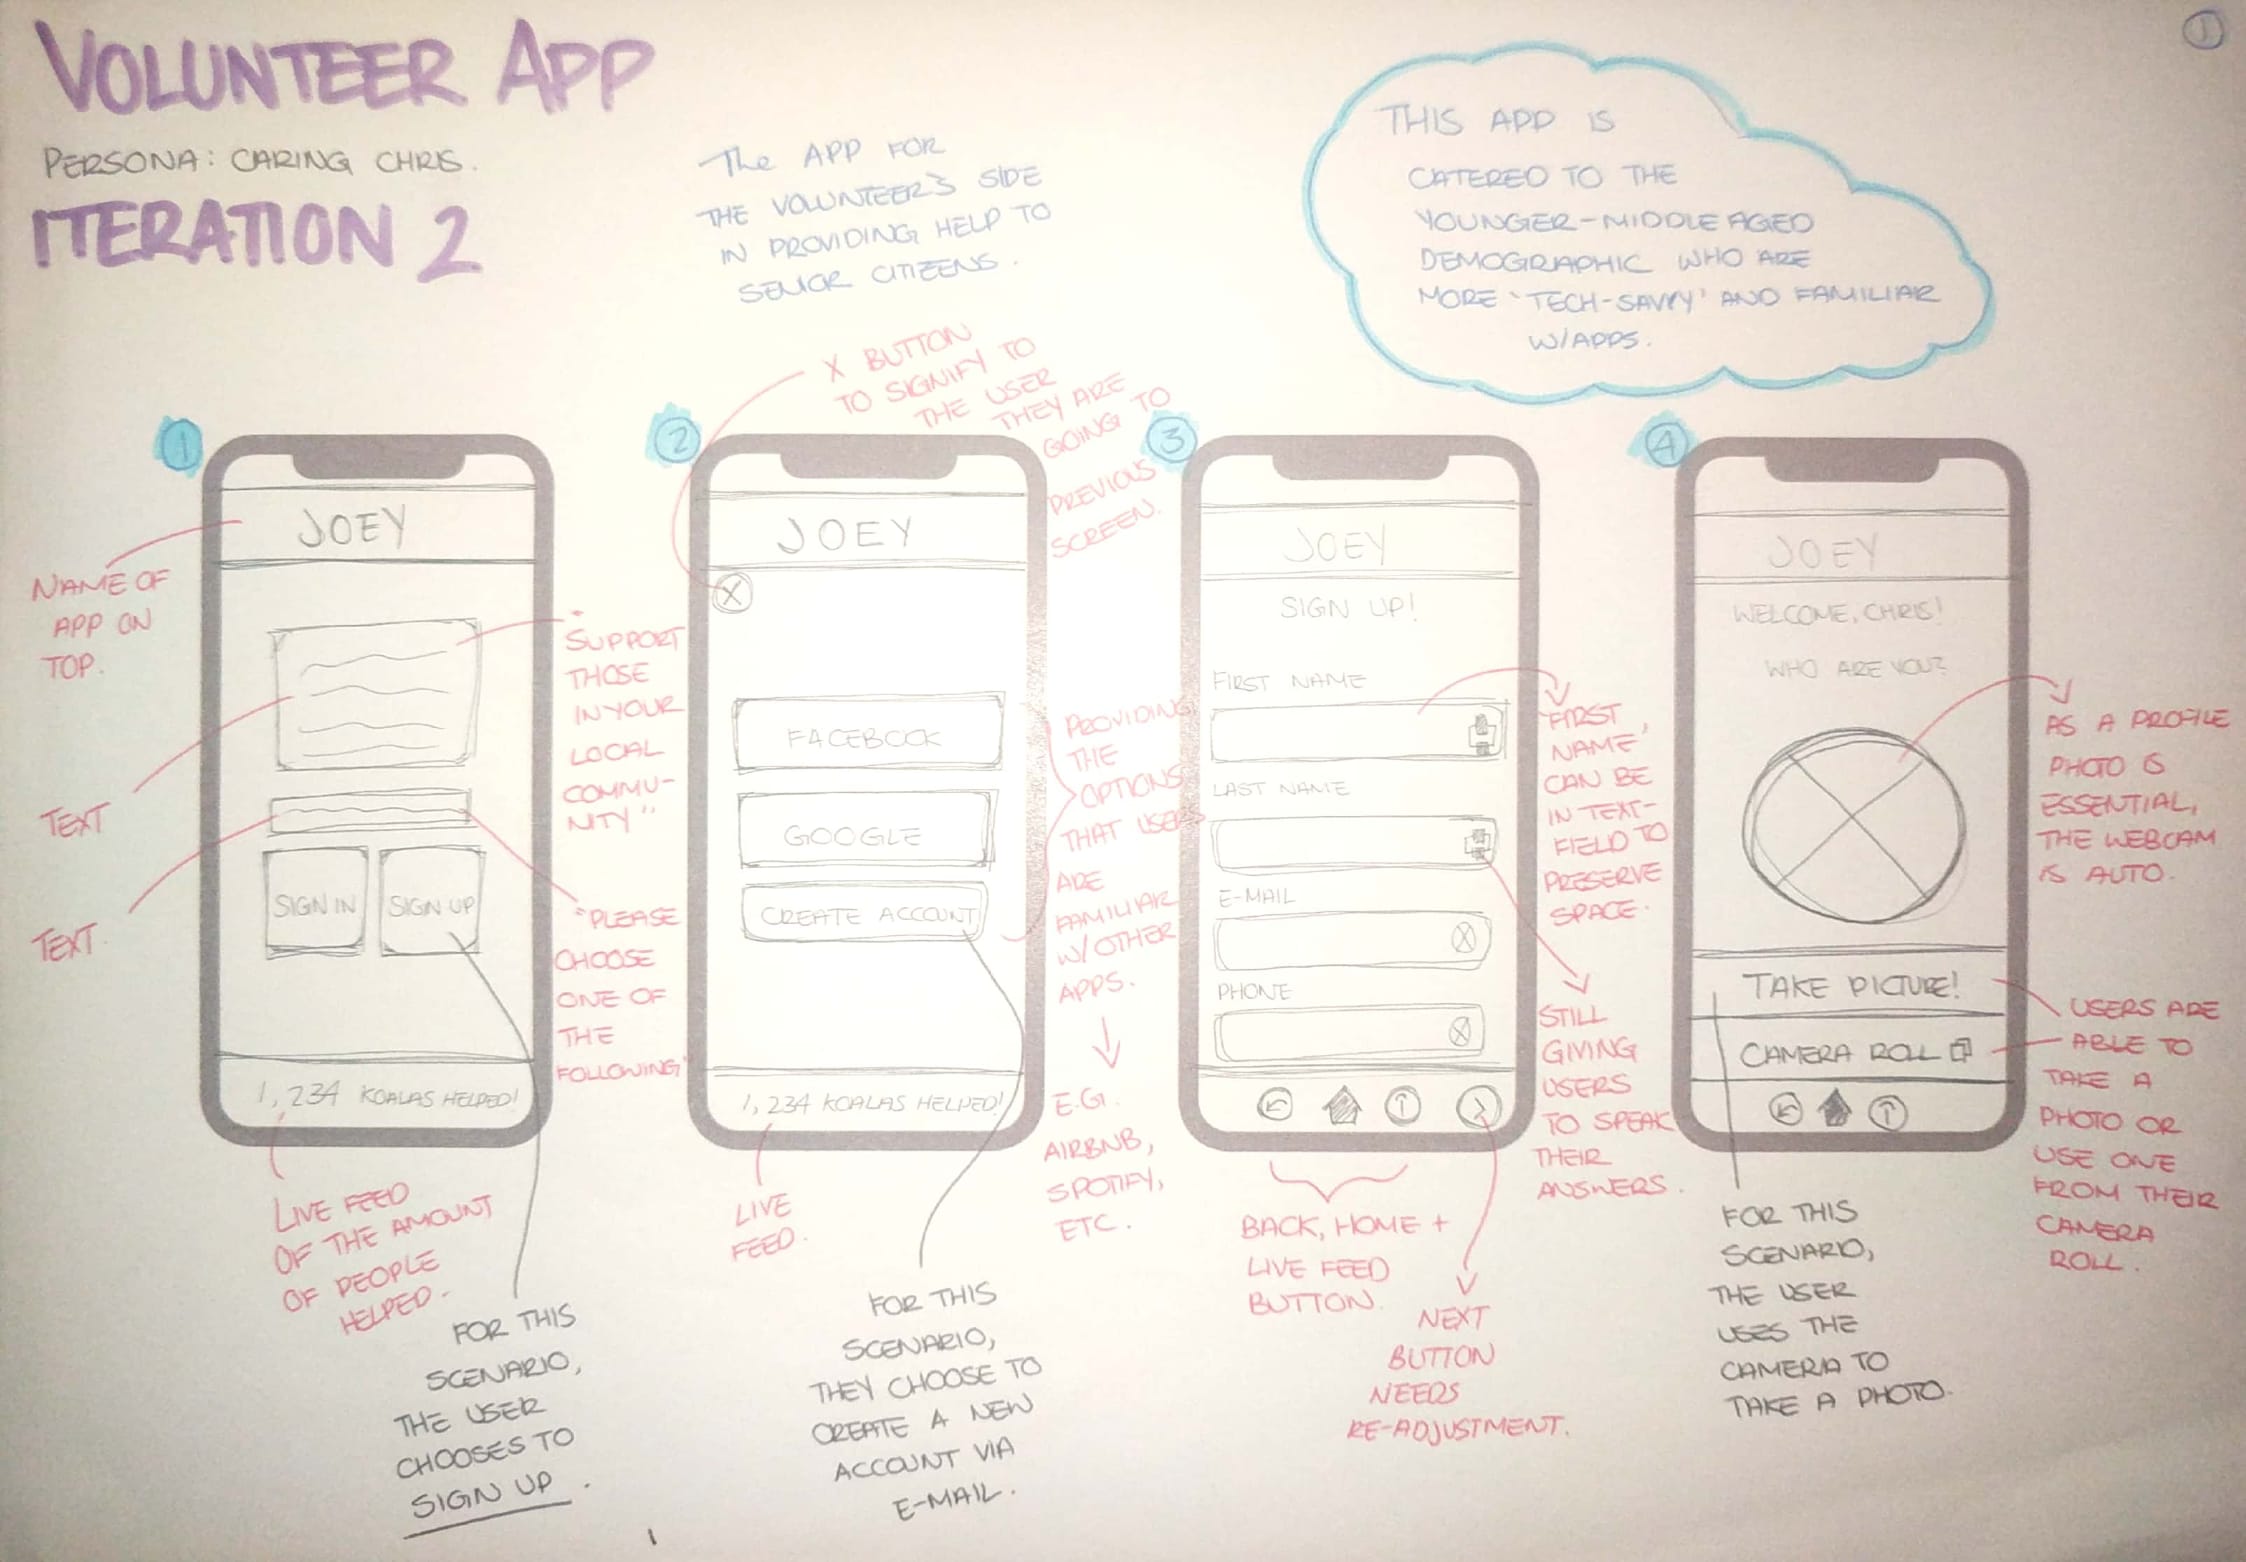 VOLUNTEER APP
PERSONA: CARING CHRIS.
ITERATION 2
The APP FOR
THE VOLUNTEER'S SIDE
IN PROVIDING HELP TO
SENIOR CITIZENS.
THIS APP IS
CATERED TO THE
YOUNGER-MIDDLE AGED
DEMOGRAPHIC WHO ARE
MORE 'TECH-SAVVY' AND FAMILIAR
W/APPS.
1
X BUTTON
TO SIGNIFY TO
THE USER
THEY ARE
GOING TO
PREVIOUS
SCREEN.
1
JOEY
SIGN IN
SIGN UP
1,234 KOALAS HELPED!
NAME OF
APP ON
TOP.
TEXT
TEXT.
"SUPPORT
THOSE
IN YOUR
LOCAL
COMMU-
NITY"
"PLEASE
CHOOSE
ONE OF
THE
FOLLOWING"
LIVE FEED
OF THE AMOUNT
OF PEOPLE
HELPED.
FOR THIS
SCENARIO,
THE USER
CHOOSES TO
SIGN UP.
2
JOEY
X
FACEBOOK
GOOGLE
CREATE ACCOUNT
1,234 KOALAS HELPED!
PROVIDING
THE
OPTIONS
THAT USERS
ARE
FAMILIAR
W/OTHER
APPS.
E.G.
AIRBNB,
SPOTIFY,
ETC.
LIVE
FEED.
FOR THIS
SCENARIO,
THEY CHOOSE TO
CREATE A NEW
ACCOUNT VIA
E-MAIL.
3
JOEY
SIGN UP!
FIRST NAME
LAST NAME
E-MAIL
X
PHONE
X
'FIRST
NAME'
CAN BE
IN TEXT-
FIELD TO
PRESERVE
SPACE.
STILL
GIVING
USERS
TO SPEAK
THEIR
ANSWERS.
BACK, HOME +
LIVE FEED
BUTTON.
NEXT
BUTTON
NEEDS
RE-ADJUSTMENT.
4
JOEY
WELCOME, CHRIS!
WHO ARE YOU?
TAKE PICTURE!
CAMERA ROLL
AS A PROFILE
PHOTO IS
ESSENTIAL,
THE WEBCAM
IS AUTO.
USERS ARE
ABLE TO
TAKE A
PHOTO OR
USE ONE
FROM THEIR
CAMERA
ROLL.
FOR THIS
SCENARIO,
THE USER
USES THE
CAMERA TO
TAKE A PHOTO.